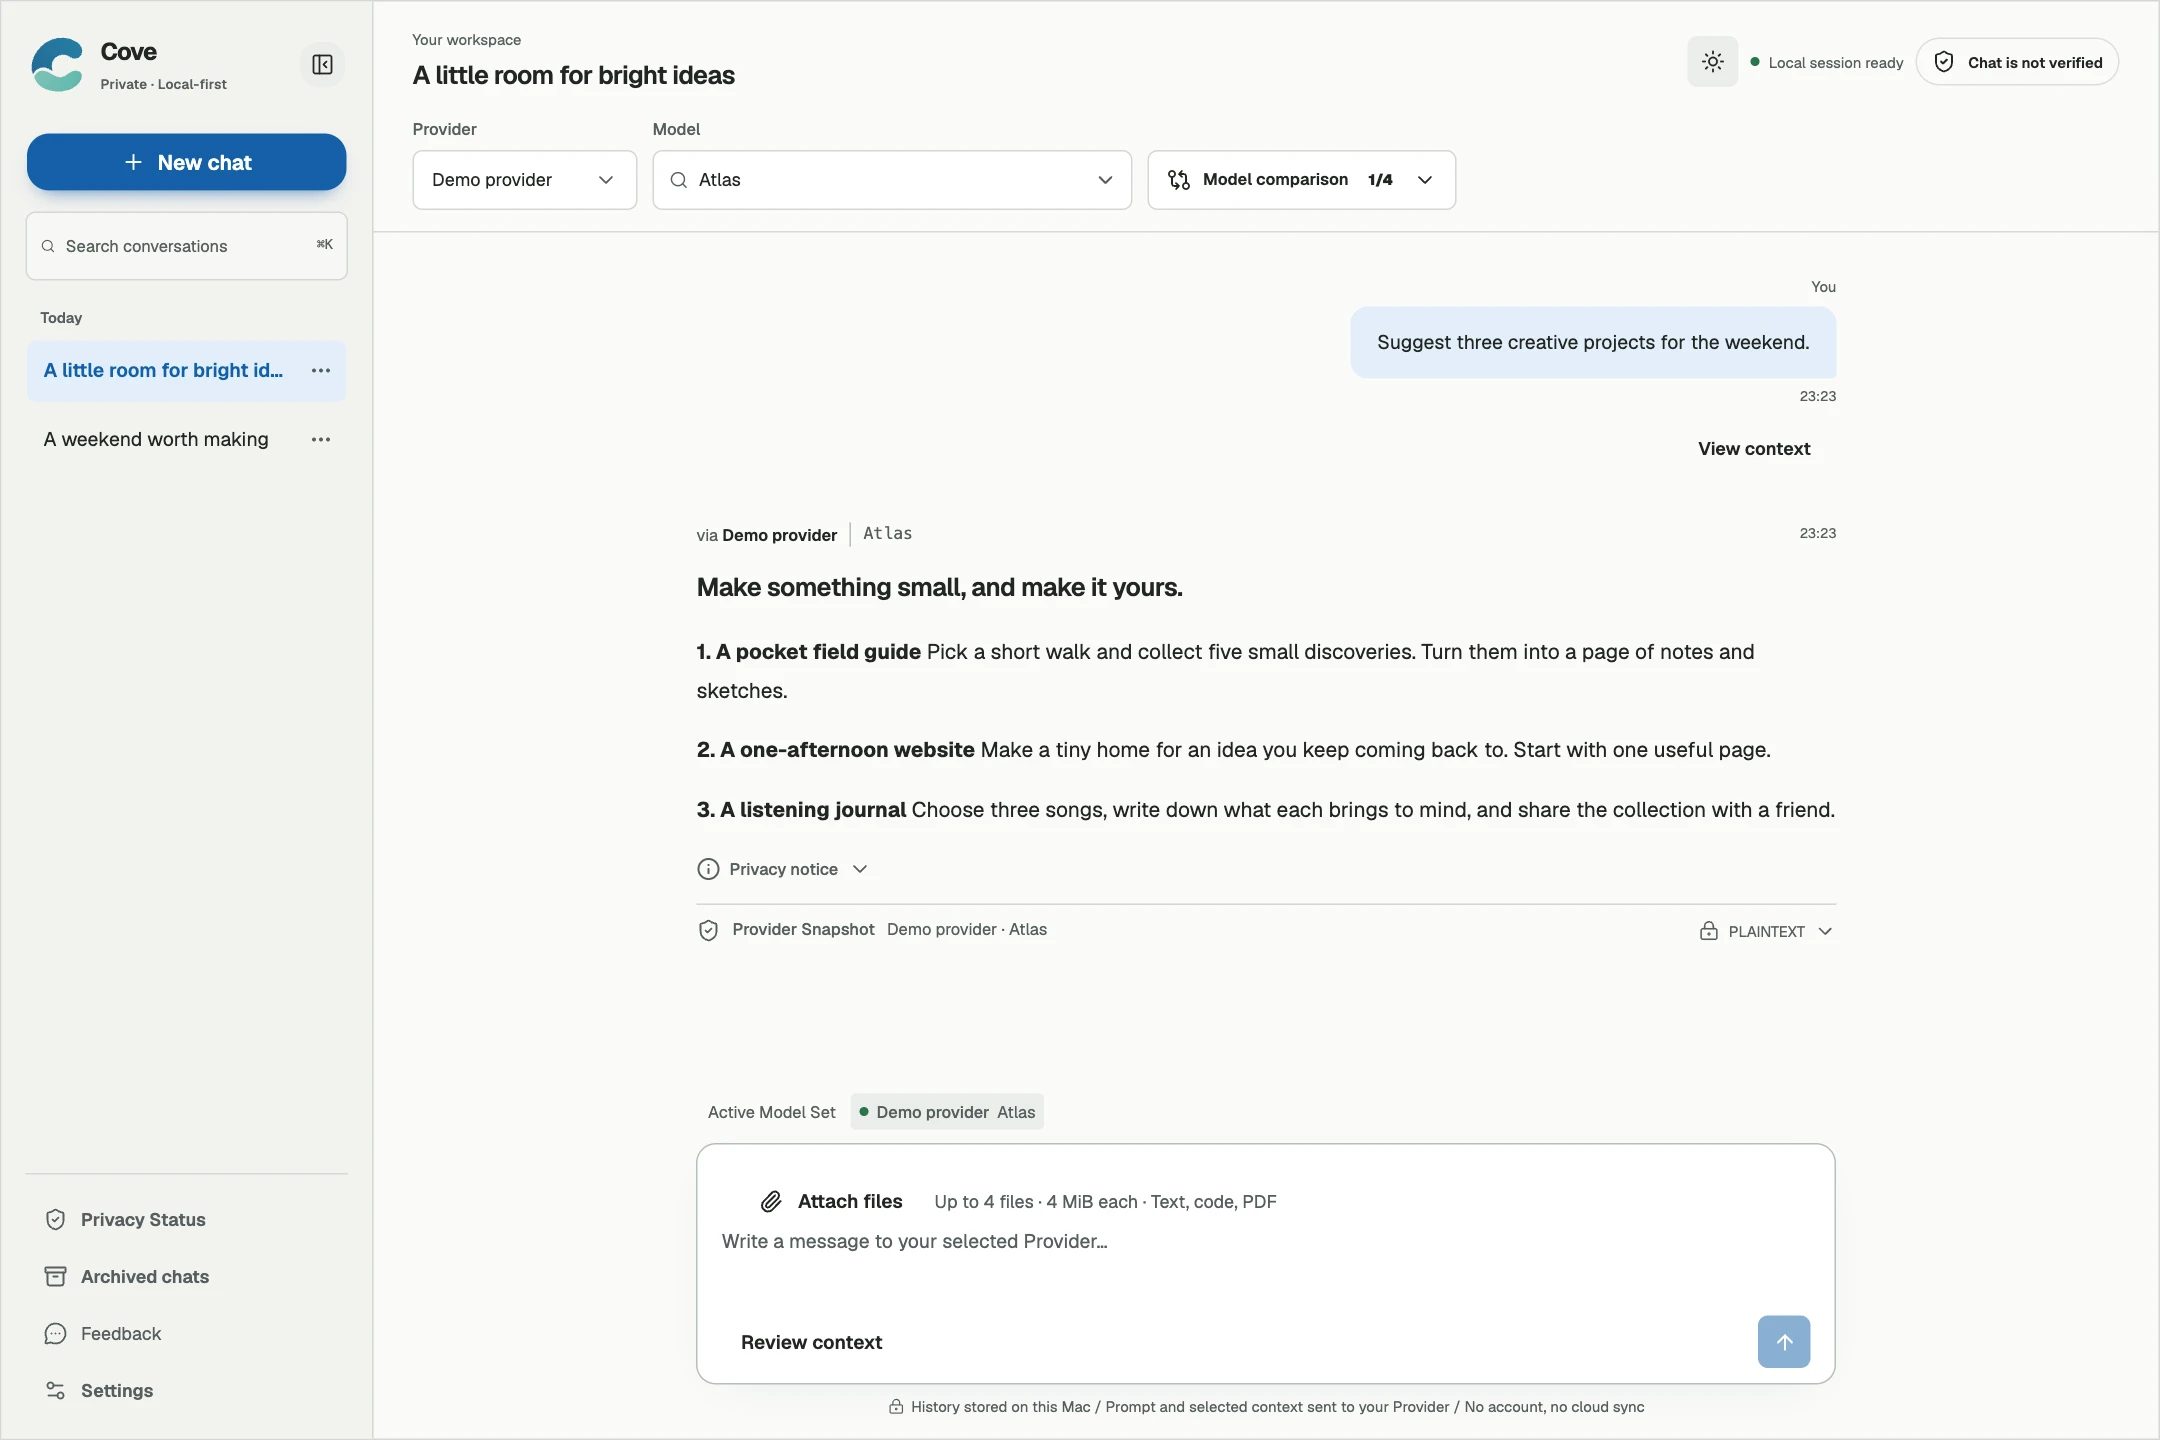 Cove
Private · Local-first
+ New chat
Search conversations ⌘K
Today
A little room for bright id...
A weekend worth making
Privacy Status
Archived chats
Feedback
Settings
Your workspace
A little room for bright ideas
Local session ready
Chat is not verified
Provider
Model
Demo provider
Atlas
Model comparison 1/4
You
Suggest three creative projects for the weekend.
23:23
View context
via Demo provider Atlas 23:23
Make something small, and make it yours.
1. A pocket field guide Pick a short walk and collect five small discoveries. Turn them into a page of notes and
sketches.
2. A one-afternoon website Make a tiny home for an idea you keep coming back to. Start with one useful page.
3. A listening journal Choose three songs, write down what each brings to mind, and share the collection with a friend.
Privacy notice
Provider Snapshot Demo provider · Atlas PLAINTEXT
Active Model Set Demo provider Atlas
Attach files Up to 4 files · 4 MiB each · Text, code, PDF
Write a message to your selected Provider...
Review context
History stored on this Mac / Prompt and selected context sent to your Provider / No account, no cloud sync